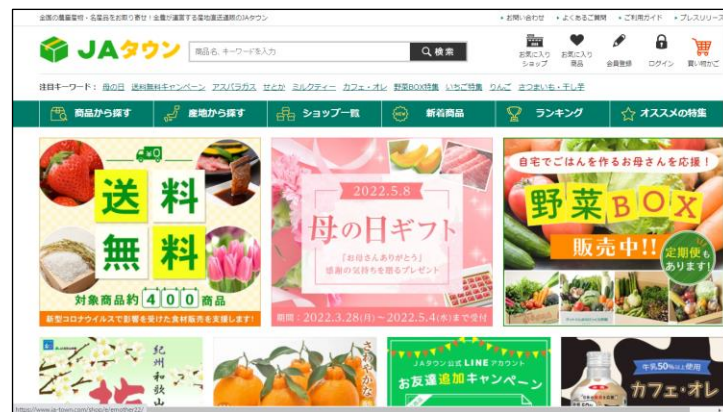 全国の農畜産物・名産品をお取り寄せ！全農が運営する産地直送通販のJAタウン
お問い合わせ
よくあるご質問
ご利用ガイド
プレスリリース
JAタウン
商品名、キーワードを入力
検索
お気に入り
ショップ
お気に入り
商品
会員登録
ログイン
買い物かご
注目キーワード： 母の日 送料無料キャンペーン アスパラガス せとか ミルクティー カフェ・オレ 野菜BOX特集 いちご特集 りんご さつまいも・干し芋
商品から探す
産地から探す
ショップ一覧
新着商品
ランキング
オススメの特集
送料
無料
対象商品約400商品
新型コロナウイルスで影響を受けた食材販売を支援します!
2022.5.8
母の日ギフト
「お母さんありがとう」
感謝の気持ちを贈るプレゼント
期間：2022.3.28(月)～2022.5.4(水)まで受付
自宅でごはんを作るお母さんを応援！
野菜BOX
販売中!!
定期便も
あります!
紀州
和歌山
梅
さわやかな
JAタウン公式LINEアカウント
お友達追加キャンペーン
牛乳50%以上使用
カフェ・オレ
https://www.ja-town.com/shop/e/emother22/